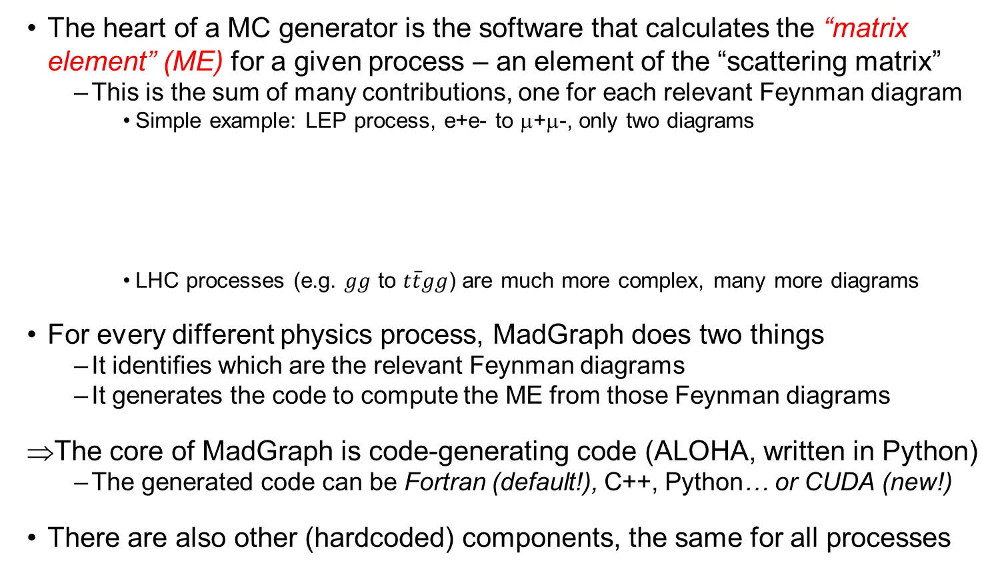 • The heart of a MC generator is the software that calculates the “matrix
element” (ME) for a given process – an element of the “scattering matrix”
– This is the sum of many contributions, one for each relevant Feynman diagram
• Simple example: LEP process, e+e- to μ+μ-, only two diagrams
• LHC processes (e.g. 𝑔𝑔 to 𝑡𝑡̄𝑔𝑔) are much more complex, many more diagrams
• For every different physics process, MadGraph does two things
– It identifies which are the relevant Feynman diagrams
– It generates the code to compute the ME from those Feynman diagrams
⇒The core of MadGraph is code-generating code (ALOHA, written in Python)
– The generated code can be Fortran (default!), C++, Python… or CUDA (new!)
• There are also other (hardcoded) components, the same for all processes